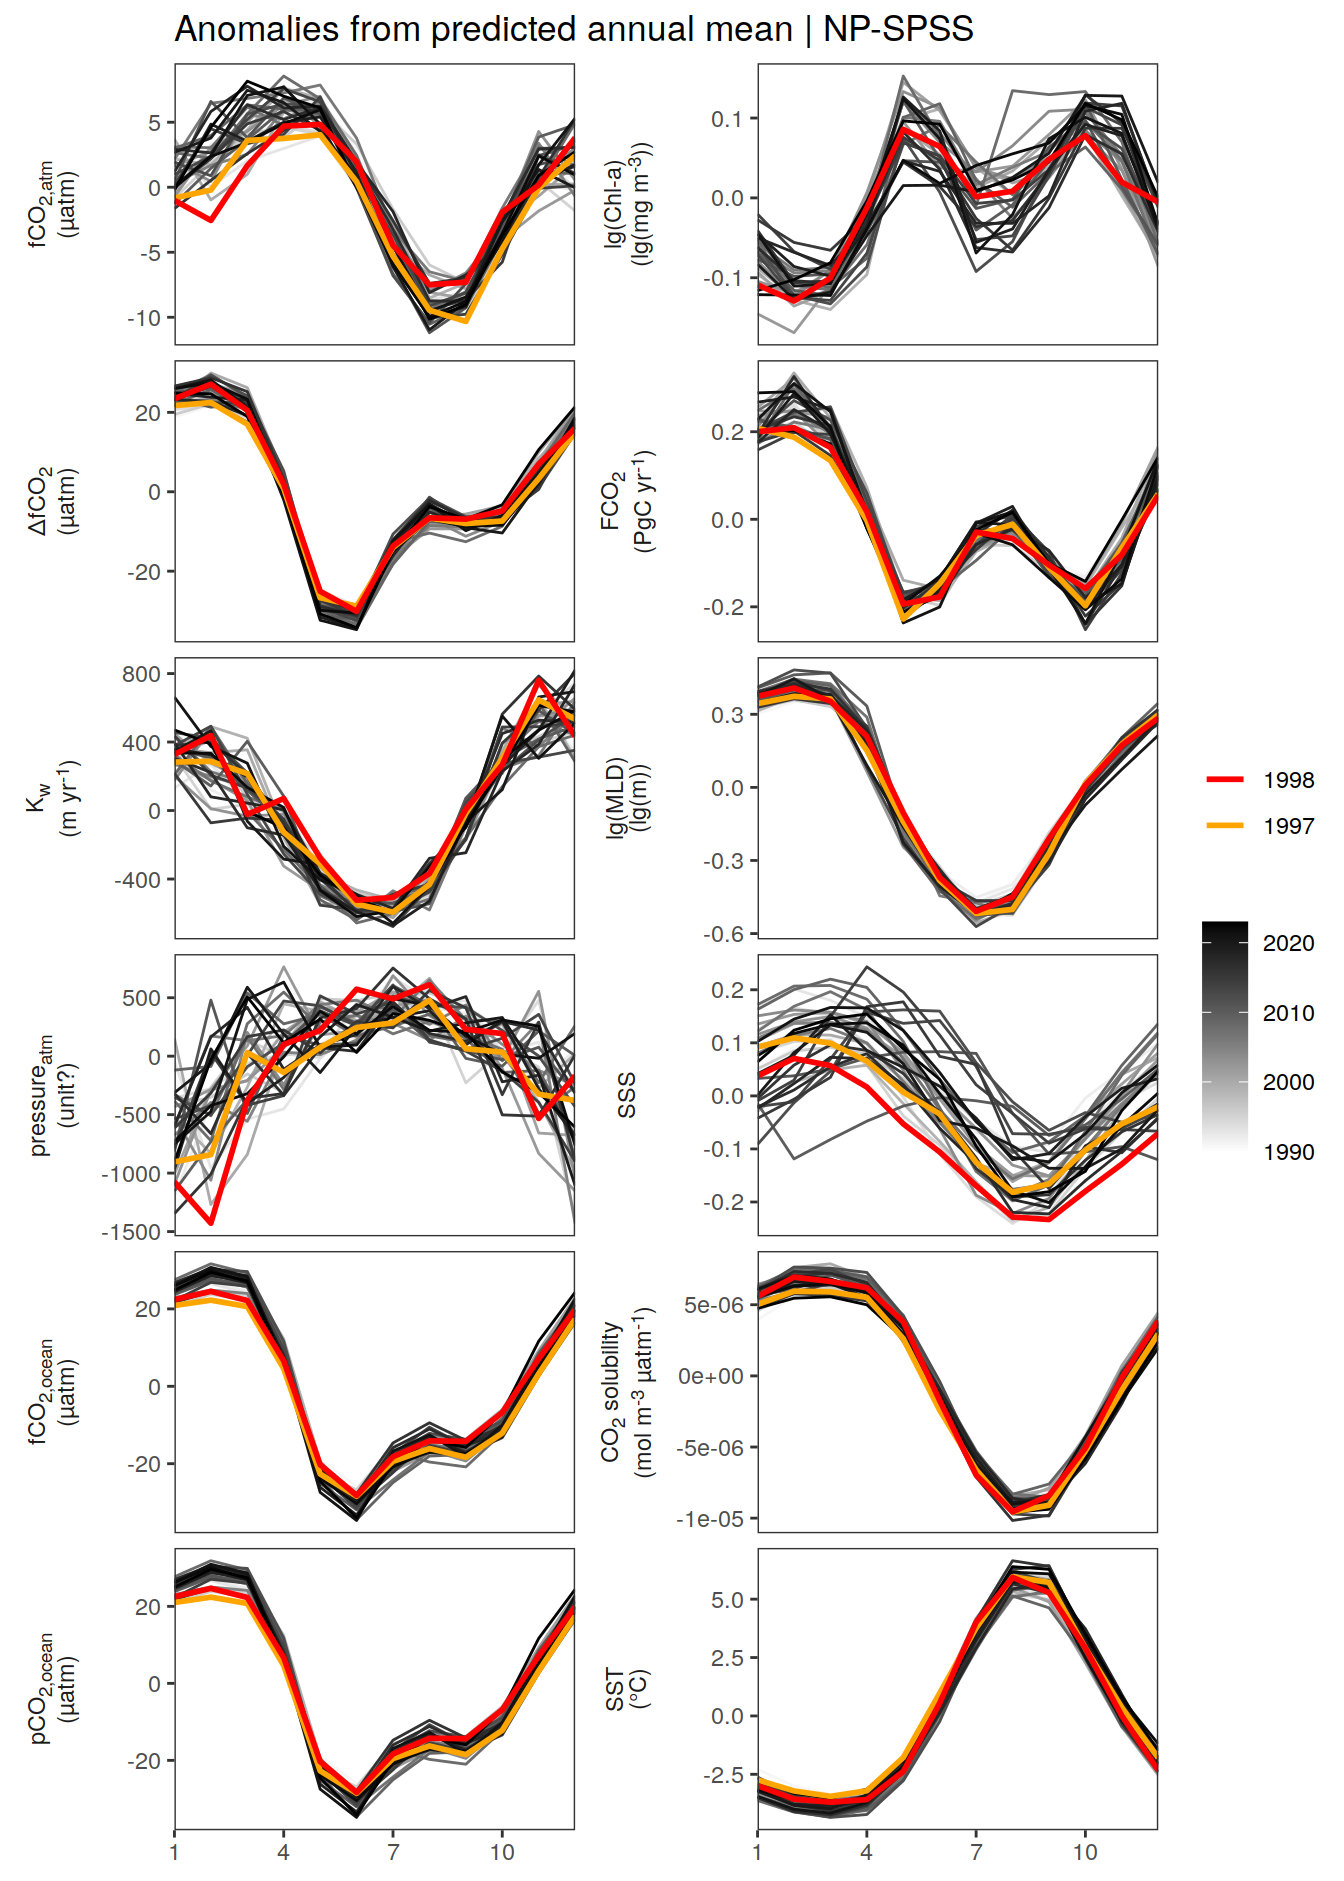 Anomalies from predicted annual mean | NP-SPSS
fCO2,atm
(µatm)
5
0
-5
-10
lg(Chl-a)
(lg(mg m-3))
0.1
0.0
-0.1
ΔfCO2
(µatm)
20
0
-20
FCO2
(PgC yr-1)
0.2
0.0
-0.2
Kw
(m yr-1)
800
400
0
-400
lg(MLD)
(lg(m))
0.3
0.0
-0.3
-0.6
pressureatm
(unit?)
500
0
-500
-1000
-1500
SSS
0.2
0.1
0.0
-0.1
-0.2
fCO2,ocean
(µatm)
20
0
-20
CO2 solubility
(mol m-3 µatm-1)
5e-06
0e+00
-5e-06
-1e-05
pCO2,ocean
(µatm)
20
0
-20
SST
(°C)
5.0
2.5
0.0
-2.5
1 4 7 10
1 4 7 10
1998
1997
2020
2010
2000
1990